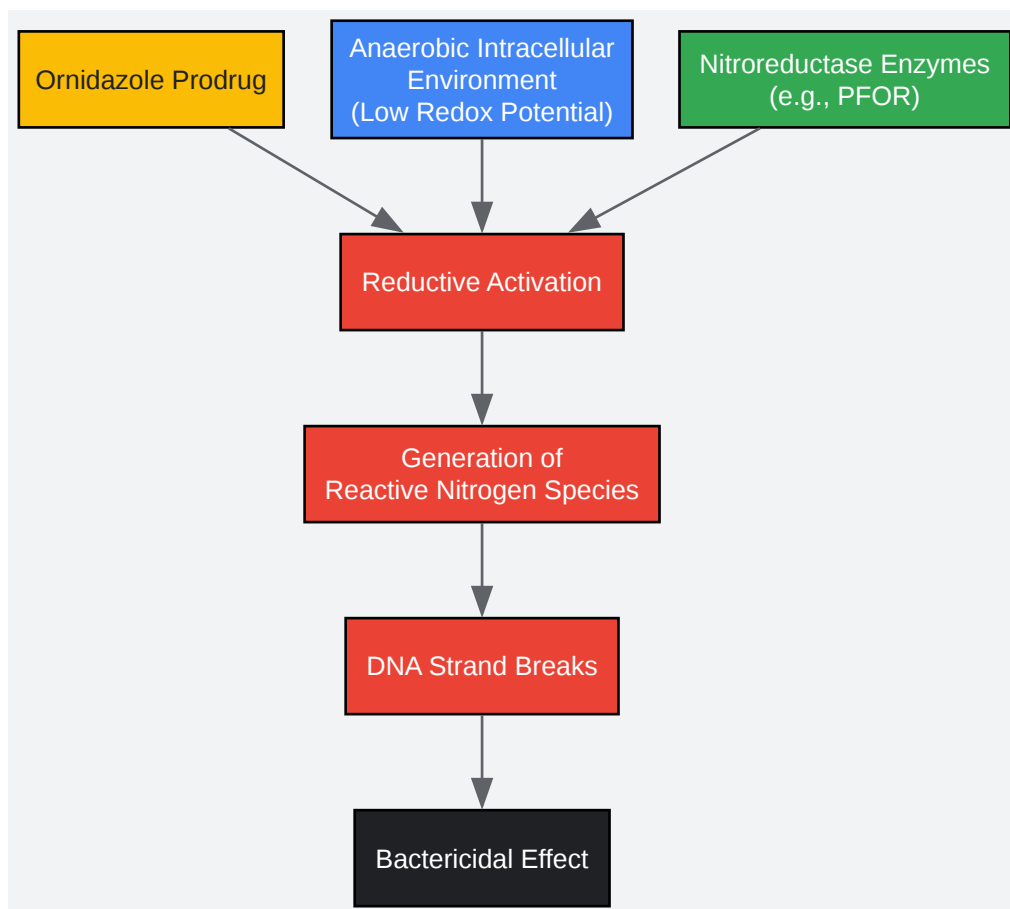 Ornidazole Prodrug
Anaerobic Intracellular
Environment
(Low Redox Potential)
Nitroreductase Enzymes
(e.g., PFOR)
Reductive Activation
Generation of
Reactive Nitrogen Species
DNA Strand Breaks
Bactericidal Effect